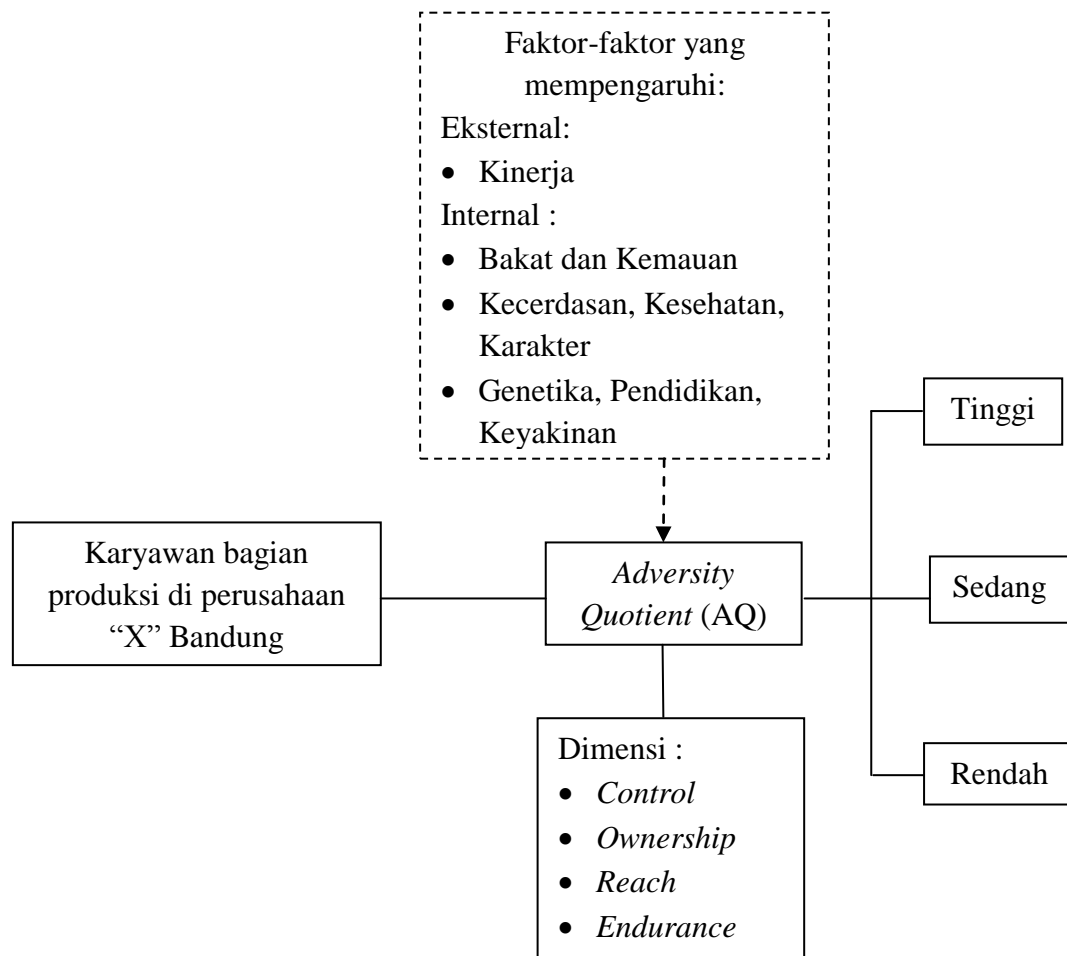 Faktor-faktor yang
mempengaruhi:
Eksternal:
• Kinerja
Internal :
• Bakat dan Kemauan
• Kecerdasan, Kesehatan,
Karakter
• Genetika, Pendidikan,
Keyakinan
Karyawan bagian
produksi di perusahaan
“X” Bandung
Adversity
Quotient (AQ)
Tinggi
Sedang
Rendah
Dimensi :
• Control
• Ownership
• Reach
• Endurance